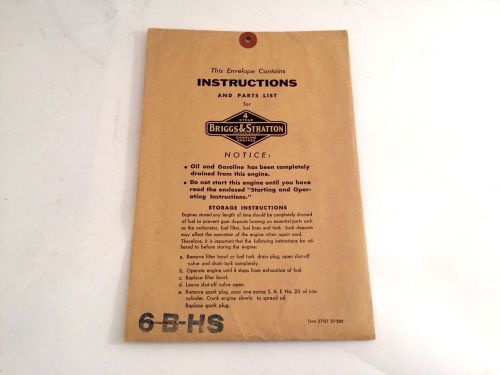 This Envelope Contains
INSTRUCTIONS
AND PARTS LIST
for
4
CYCLE
BRIGGS & STRATTON
GASOLINE
ENGINES
NOTICE:
• Oil and Gasoline has been completely
drained from this engine.
• Do not start this engine until you have
read the enclosed "Starting and Oper-
ating Instructions."
STORAGE INSTRUCTIONS
Engines stored any length of time should be completely drained
of fuel to prevent gum deposits forming on essential parts such
as the carburetor, fuel filter, fuel lines and tank. Such deposits
may affect the operation of the engine when again used.
Therefore, it is important that the following instructions be ad-
hered to before storing the engine:
a. Remove filter bowl or fuel tank drain plug, open shut-off
valve and drain tank completely.
b. Operate engine until it stops from exhaustion of fuel.
c. Replace filter bowl.
d. Leave shut-off valve open.
e. Remove spark plug, pour one ounce S. A. E No. 20 oil into
cylinder. Crank engine slowly to spread oil.
Replace spark plug.
6-B-HS
Form 27157